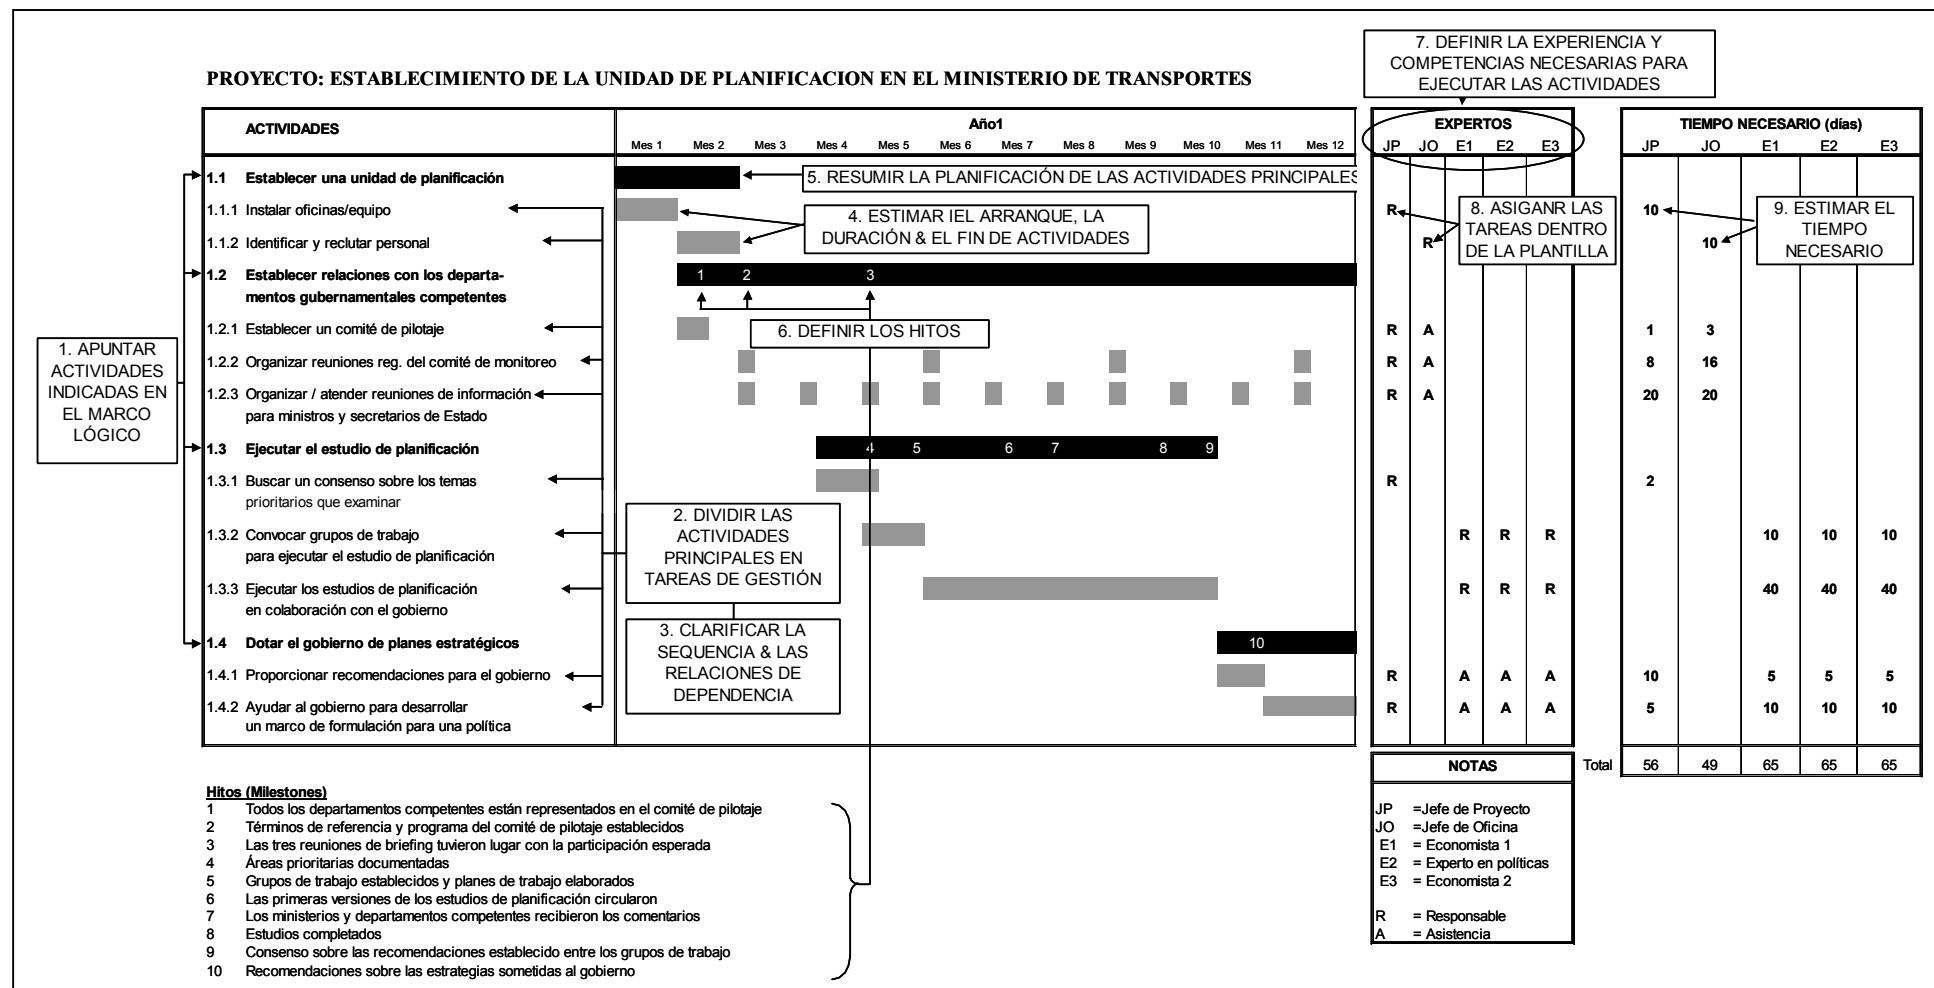 7. DEFINIR LA EXPERIENCIA Y
COMPETENCIAS NECESARIAS PARA
EJECUTAR LAS ACTIVIDADES
PROYECTO: ESTABLECIMIENTO DE LA UNIDAD DE PLANIFICACION EN EL MINISTERIO DE TRANSPORTES
ACTIVIDADES
Año1
EXPERTOS
TIEMPO NECESARIO (días)
Mes 1 Mes 2 Mes 3 Mes 4 Mes 5 Mes 6 Mes 7 Mes 8 Mes 9 Mes 10 Mes 11 Mes 12
JP JO E1 E2 E3
JP JO E1 E2 E3
1.1 Establecer una unidad de planificación
5. RESUMIR LA PLANIFICACIÓN DE LAS ACTIVIDADES PRINCIPALES
1.1.1 Instalar oficinas/equipo
R 10
4. ESTIMAR IEL ARRANQUE, LA
DURACIÓN & EL FIN DE ACTIVIDADES
8. ASIGANR LAS
TAREAS DENTRO
DE LA PLANTILLA
9. ESTIMAR EL
TIEMPO
NECESARIO
1.1.2 Identificar y reclutar personal
R 10
1.2 Establecer relaciones con los departa-
mentos gubernamentales competentes
1 2 3
6. DEFINIR LOS HITOS
1.2.1 Establecer un comité de pilotaje
R A 1 3
1. APUNTAR
ACTIVIDADES
INDICADAS EN
EL MARCO
LÓGICO
1.2.2 Organizar reuniones reg. del comité de monitoreo
R A 8 16
1.2.3 Organizar / atender reuniones de información
para ministros y secretarios de Estado
R A 20 20
1.3 Ejecutar el estudio de planificación
4 5 6 7 8 9
1.3.1 Buscar un consenso sobre los temas
prioritarios que examinar
R 2
2. DIVIDIR LAS
ACTIVIDADES
PRINCIPALES EN
TAREAS DE GESTIÓN
1.3.2 Convocar grupos de trabajo
para ejecutar el estudio de planificación
R R R 10 10 10
1.3.3 Ejecutar los estudios de planificación
en colaboración con el gobierno
R R R 40 40 40
3. CLARIFICAR LA
SEQUENCIA & LAS
RELACIONES DE
DEPENDENCIA
1.4 Dotar el gobierno de planes estratégicos
10
1.4.1 Proporcionar recomendaciones para el gobierno
R A A A 10 5 5 5
1.4.2 Ayudar al gobierno para desarrollar
un marco de formulación para una política
R A A A 5 10 10 10
Total 56 49 65 65 65
NOTAS
JP =Jefe de Proyecto
JO =Jefe de Oficina
E1 = Economista 1
E2 = Experto en políticas
E3 = Economista 2
R = Responsable
A = Asistencia
Hitos (Milestones)
1 Todos los departamentos competentes están representados en el comité de pilotaje
2 Términos de referencia y programa del comité de pilotaje establecidos
3 Las tres reuniones de briefing tuvieron lugar con la participación esperada
4 Áreas prioritarias documentadas
5 Grupos de trabajo establecidos y planes de trabajo elaborados
6 Las primeras versiones de los estudios de planificación circularon
7 Los ministerios y departamentos competentes recibieron los comentarios
8 Estudios completados
9 Consenso sobre las recomendaciones establecido entre los grupos de trabajo
10 Recomendaciones sobre las estrategias sometidas al gobierno